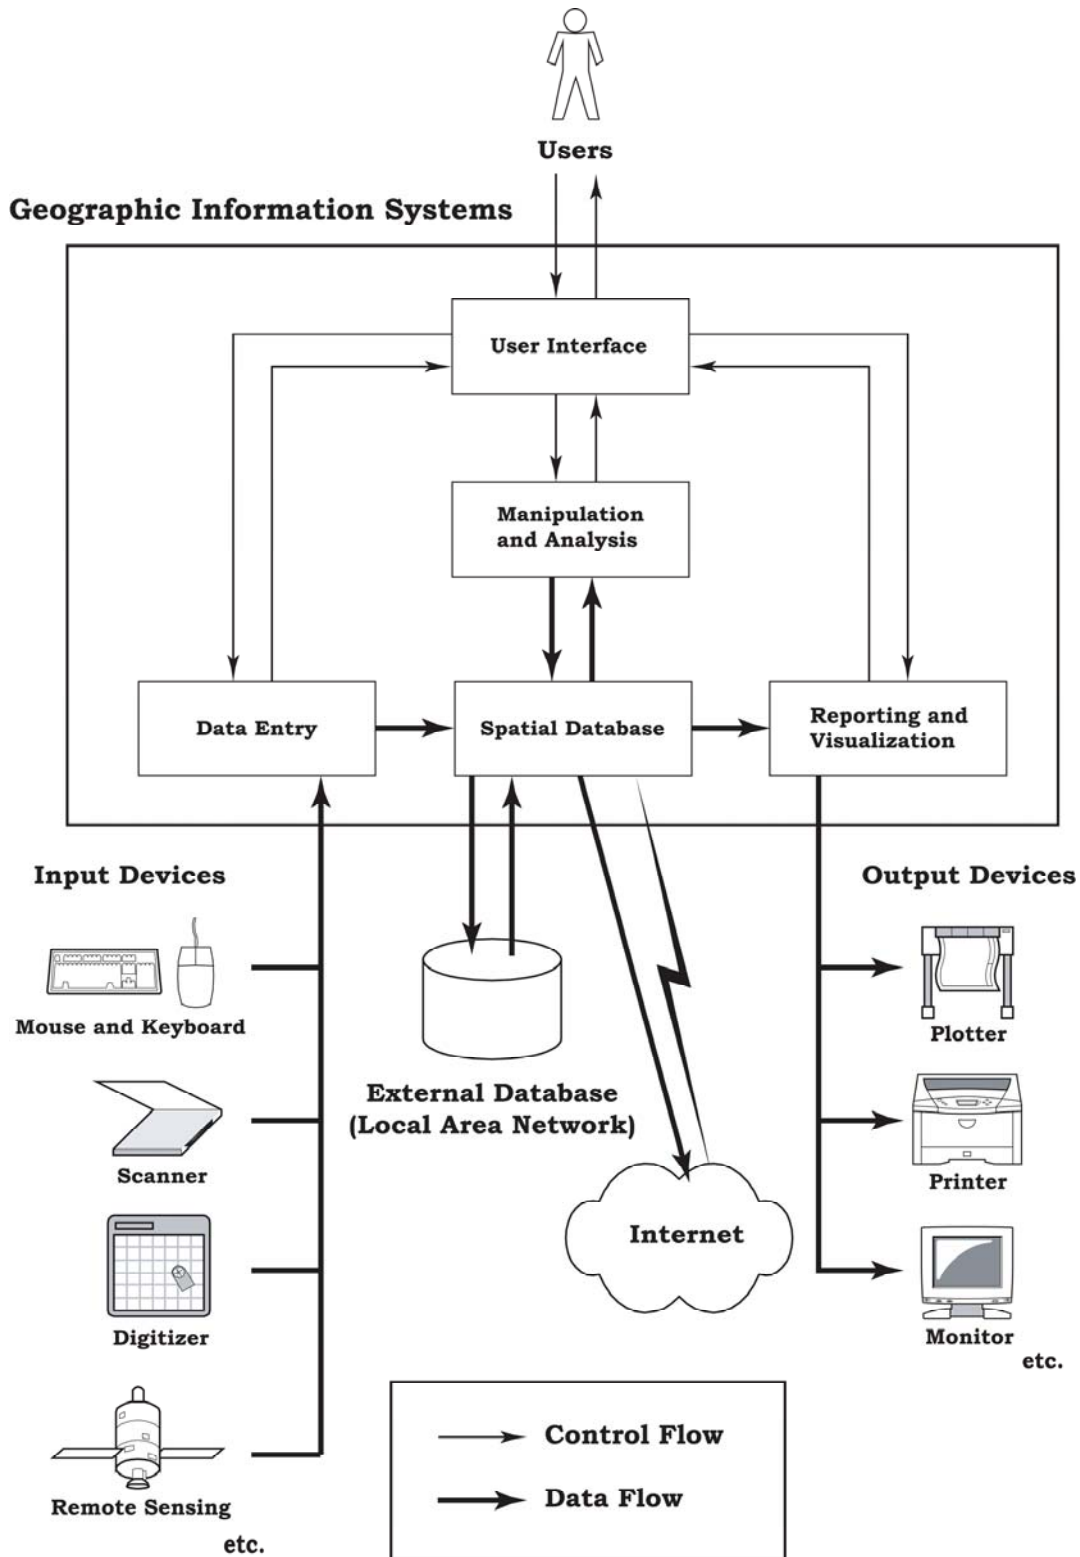 Users
Geographic Information Systems
User Interface
Manipulation
and Analysis
Data Entry
Spatial Database
Reporting and
Visualization
Input Devices
Output Devices
Mouse and Keyboard
Plotter
External Database
(Local Area Network)
Scanner
Printer
Internet
Digitizer
Monitor
etc.
Control Flow
Data Flow
Remote Sensing
etc.